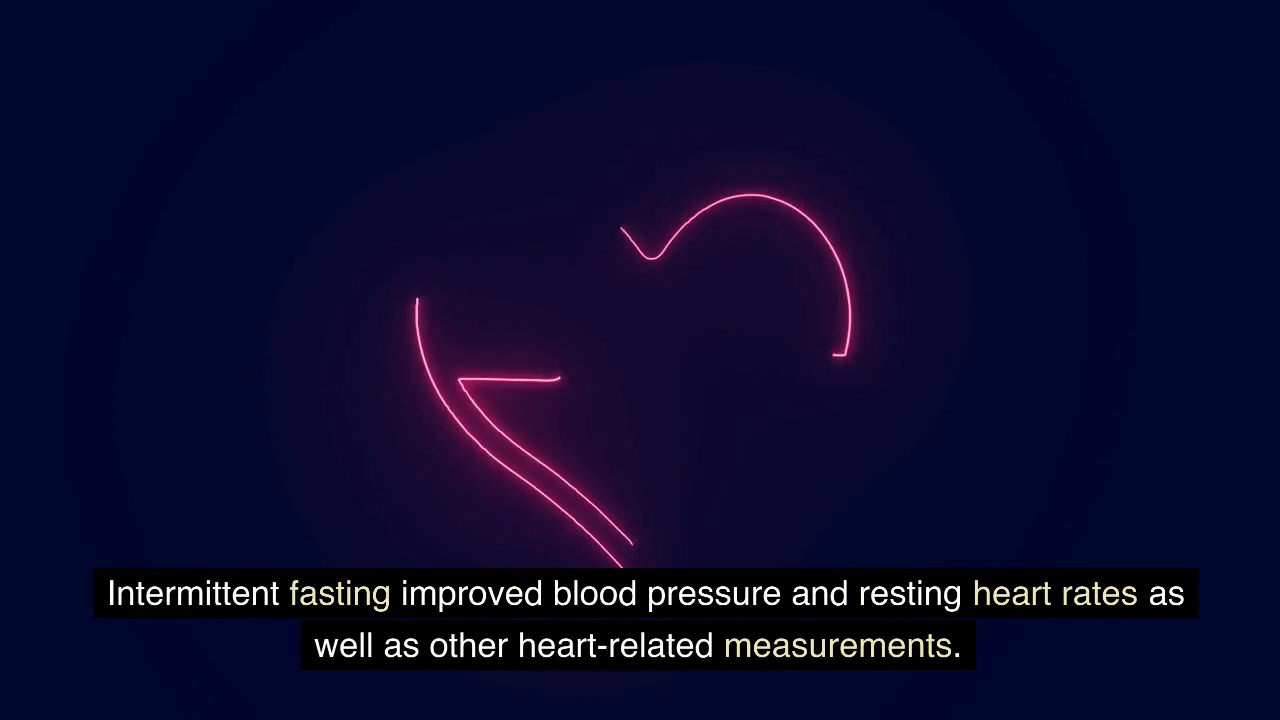 Intermittent fasting improved blood pressure and resting heart rates as
well as other heart-related measurements.